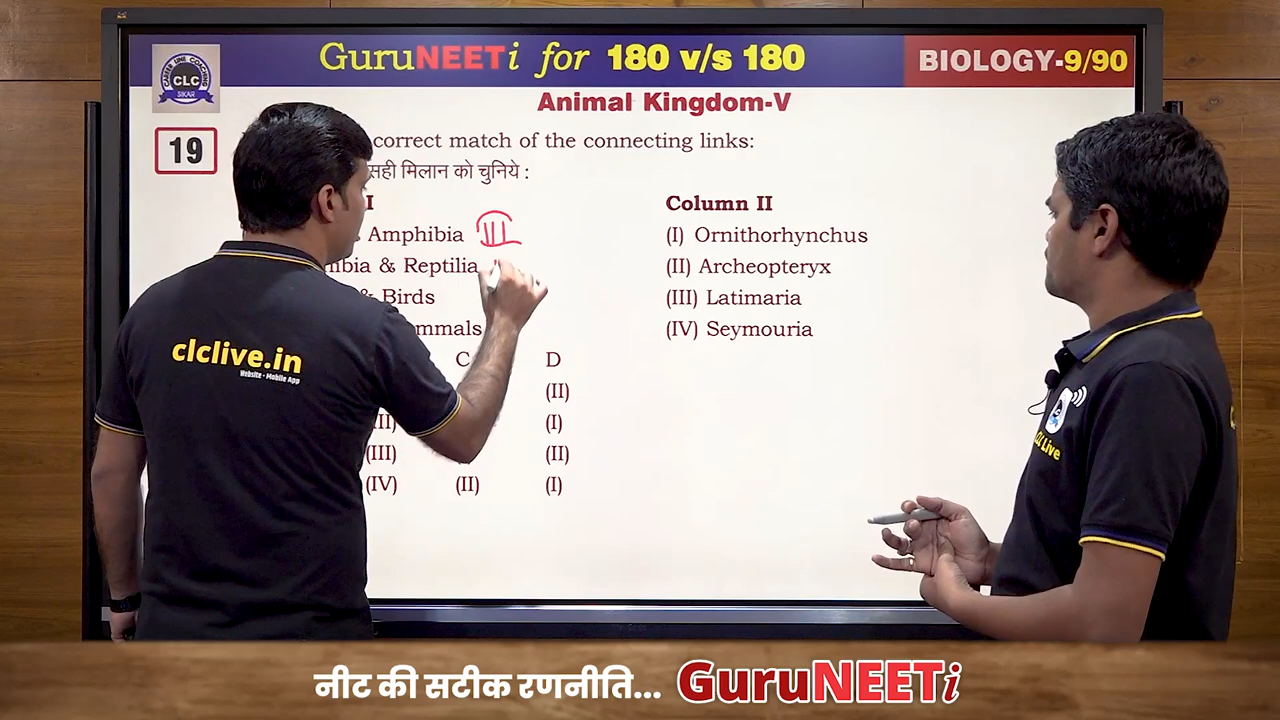 GuruNEETi for 180 v/s 180
BIOLOGY-9/90
CAREER LINE COACHING
CLC
SIKAR
Animal Kingdom-V
19
correct match of the connecting links:
सही मिलान को चुनिये :
I
Column II
Amphibia III
(I) Ornithorhynchus
& Reptilia
(II) Archeopteryx
& Birds
(III) Latimaria
(IV) Seymouria
C D
(II)
(I)
(III) (II)
(IV) (II) (I)
clclive.in
Website - Mobile App
CLC Live
नीट की सटीक रणनीति... GuruNEETi